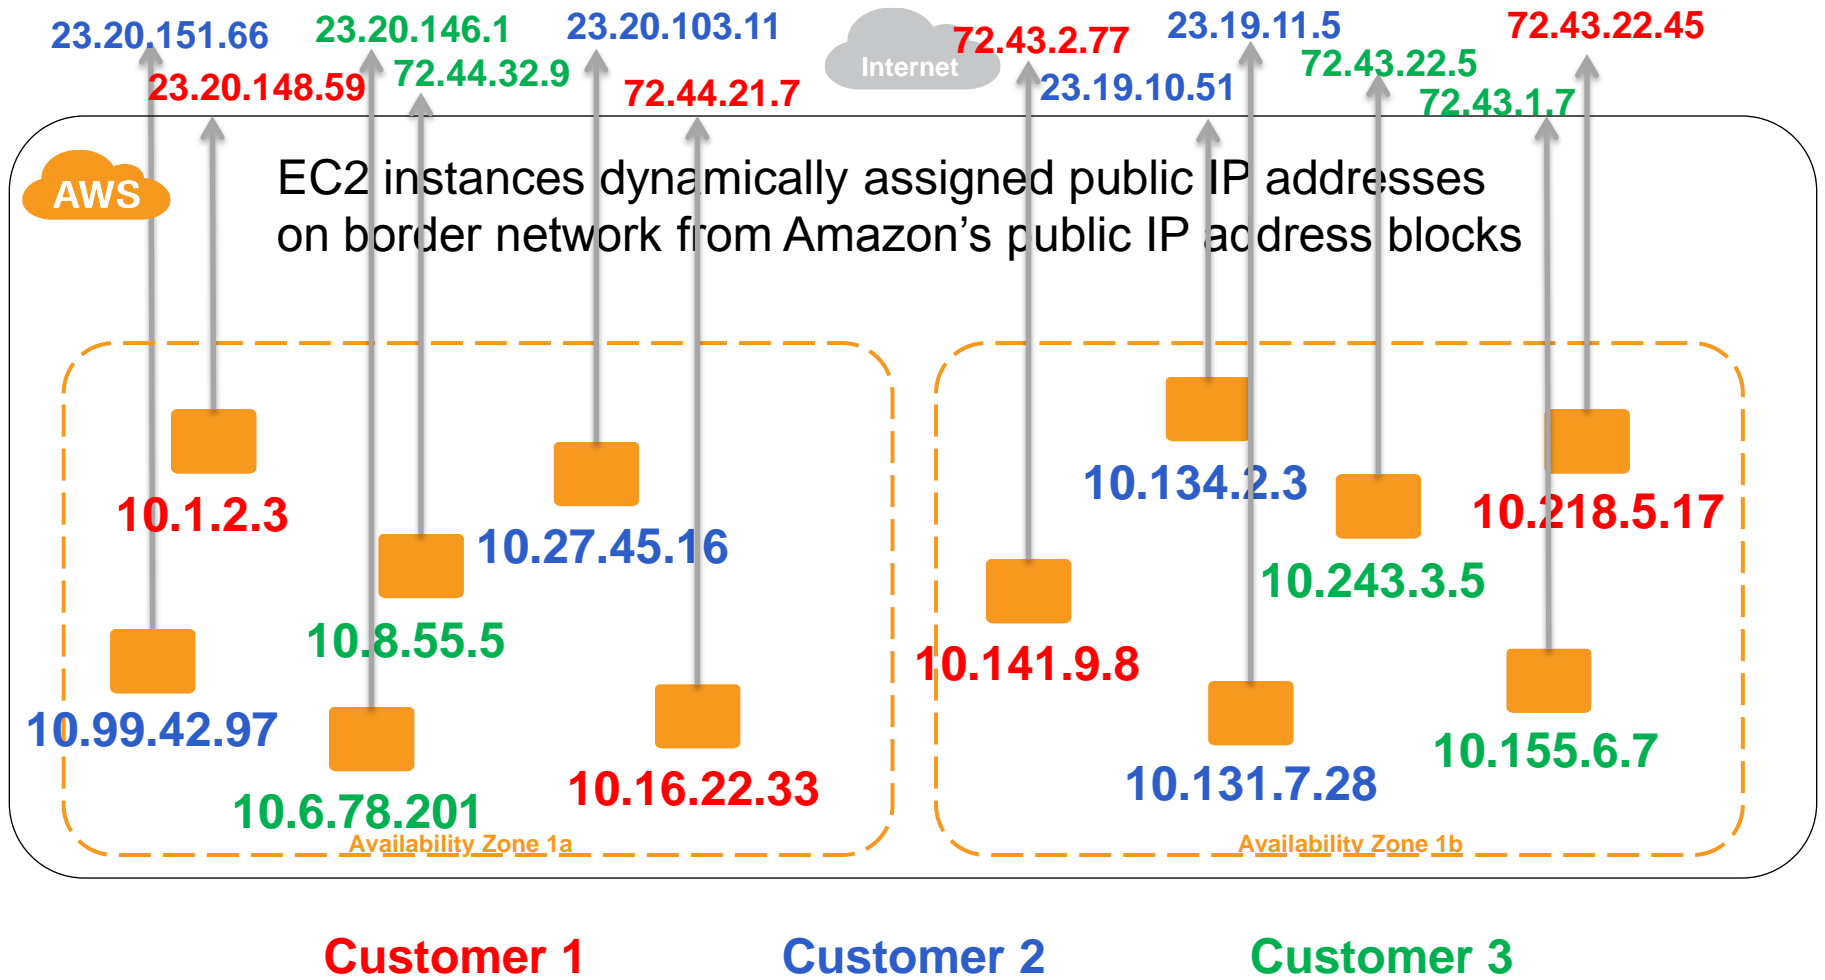 23.20.151.66
23.20.146.1
23.20.103.11
72.43.2.77
23.19.11.5
72.43.22.45
23.20.148.59
72.44.32.9
72.44.21.7
Internet
23.19.10.51
72.43.22.5
72.43.1.7
AWS
EC2 instances dynamically assigned public IP addresses
on border network from Amazon’s public IP address blocks
10.1.2.3
10.27.45.16
10.8.55.5
10.99.42.97
10.16.22.33
10.6.78.201
Availability Zone 1a
10.134.2.3
10.218.5.17
10.243.3.5
10.141.9.8
10.155.6.7
10.131.7.28
Availability Zone 1b
Customer 1
Customer 2
Customer 3